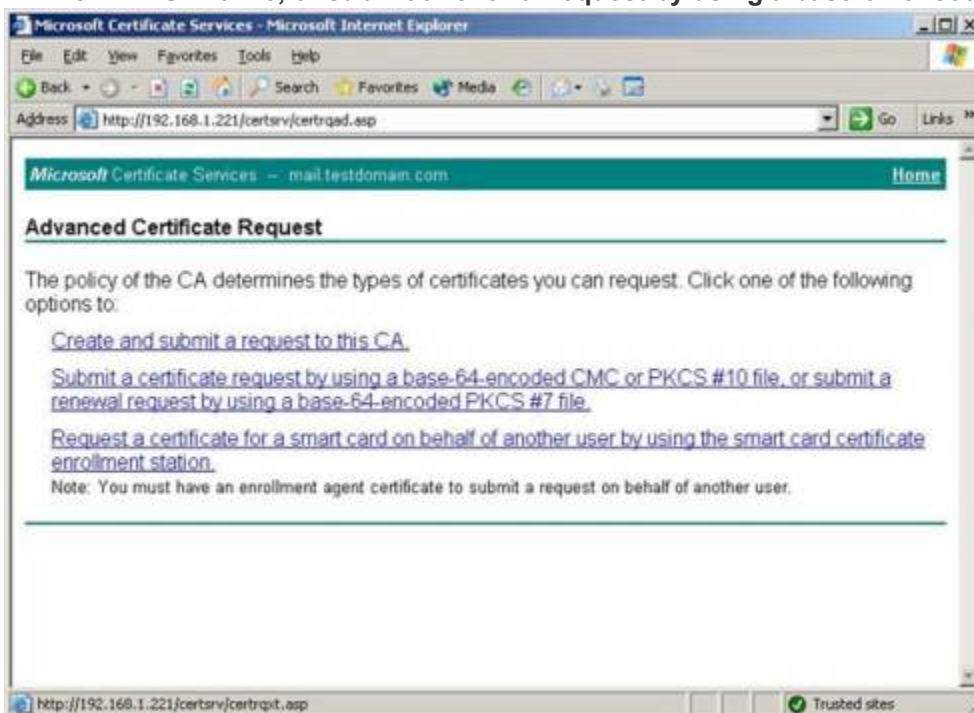 Microsoft Certificate Services - Microsoft Internet Explorer
File Edit View Favorites Tools Help
Back Search Favorites Media
Address http://192.168.1.221/certsrv/certrqad.asp Go Links »
Microsoft Certificate Services -- mail.testdomain.com Home
Advanced Certificate Request
The policy of the CA determines the types of certificates you can request. Click one of the following
options to:
Create and submit a request to this CA.
Submit a certificate request by using a base-64-encoded CMC or PKCS #10 file, or submit a
renewal request by using a base-64-encoded PKCS #7 file.
Request a certificate for a smart card on behalf of another user by using the smart card certificate
enrollment station.
Note: You must have an enrollment agent certificate to submit a request on behalf of another user.
http://192.168.1.221/certsrv/certrqxt.asp Trusted sites